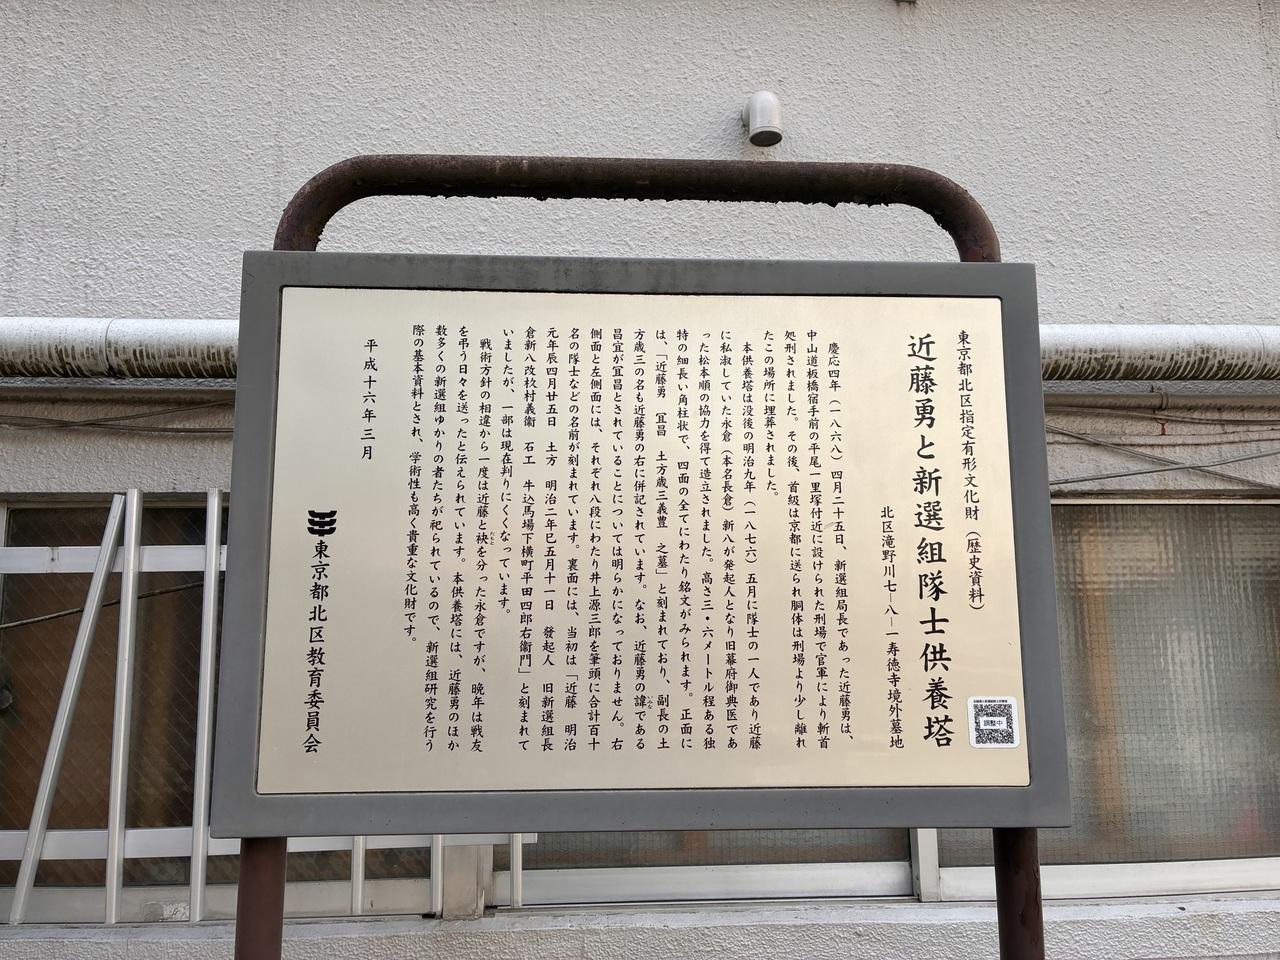 東京都北区指定有形文化財（歴史資料）
近藤勇と新選組隊士供養塔
北区滝野川七―八―一寿徳寺境外墓地
慶応四年（一八六八）四月二十五日、新選組局長であった近藤勇は、
中山道板橋宿手前の平尾一里塚付近に設けられた刑場で官軍により斬首
処刑されました。その後、首級は京都に送られ胴体は刑場より少し離れ
たこの場所に埋葬されました。
本供養塔は没後の明治九年（一八七六）五月に隊士の一人であり近藤
に私淑していた永倉（本名長倉）新八が発起人となり旧幕府御典医であ
った松本順の協力を得て造立されました。高さ三・六メートル程ある独
特の細長い角柱状で、四面の全てにわたり銘文がみられます。正面に
は、「近藤勇 冝昌 土方歳三義豊 之墓」と刻まれており、副長の土
方歳三の名も近藤勇の右に併記されています。なお、近藤勇の諱である
いみな
昌宜が冝昌とされていることについては明らかになっておりません。右
側面と左側面には、それぞれ八段にわたり井上源三郎を筆頭に合計百十
名の隊士などの名前が刻まれています。裏面には、当初は「近藤 明治
元年辰四月廿五日 土方 明治二年巳五月十一日 發起人 旧新選組長
倉新八改杉村義衞 石工 牛込馬場下横町平田四郎右衛門」と刻まれて
いましたが、一部は現在判りにくくなっています。
戦術方針の相違から一度は近藤と袂を分った永倉ですが、晩年は戦友
たもと
を弔う日々を送ったと伝えられています。本供養塔には、近藤勇のほか
数多くの新選組ゆかりの者たちが祀られているので、新選組研究を行う
際の基本資料とされ、学術性も高く貴重な文化財です。
平成十六年三月
東京都北区教育委員会
調整中